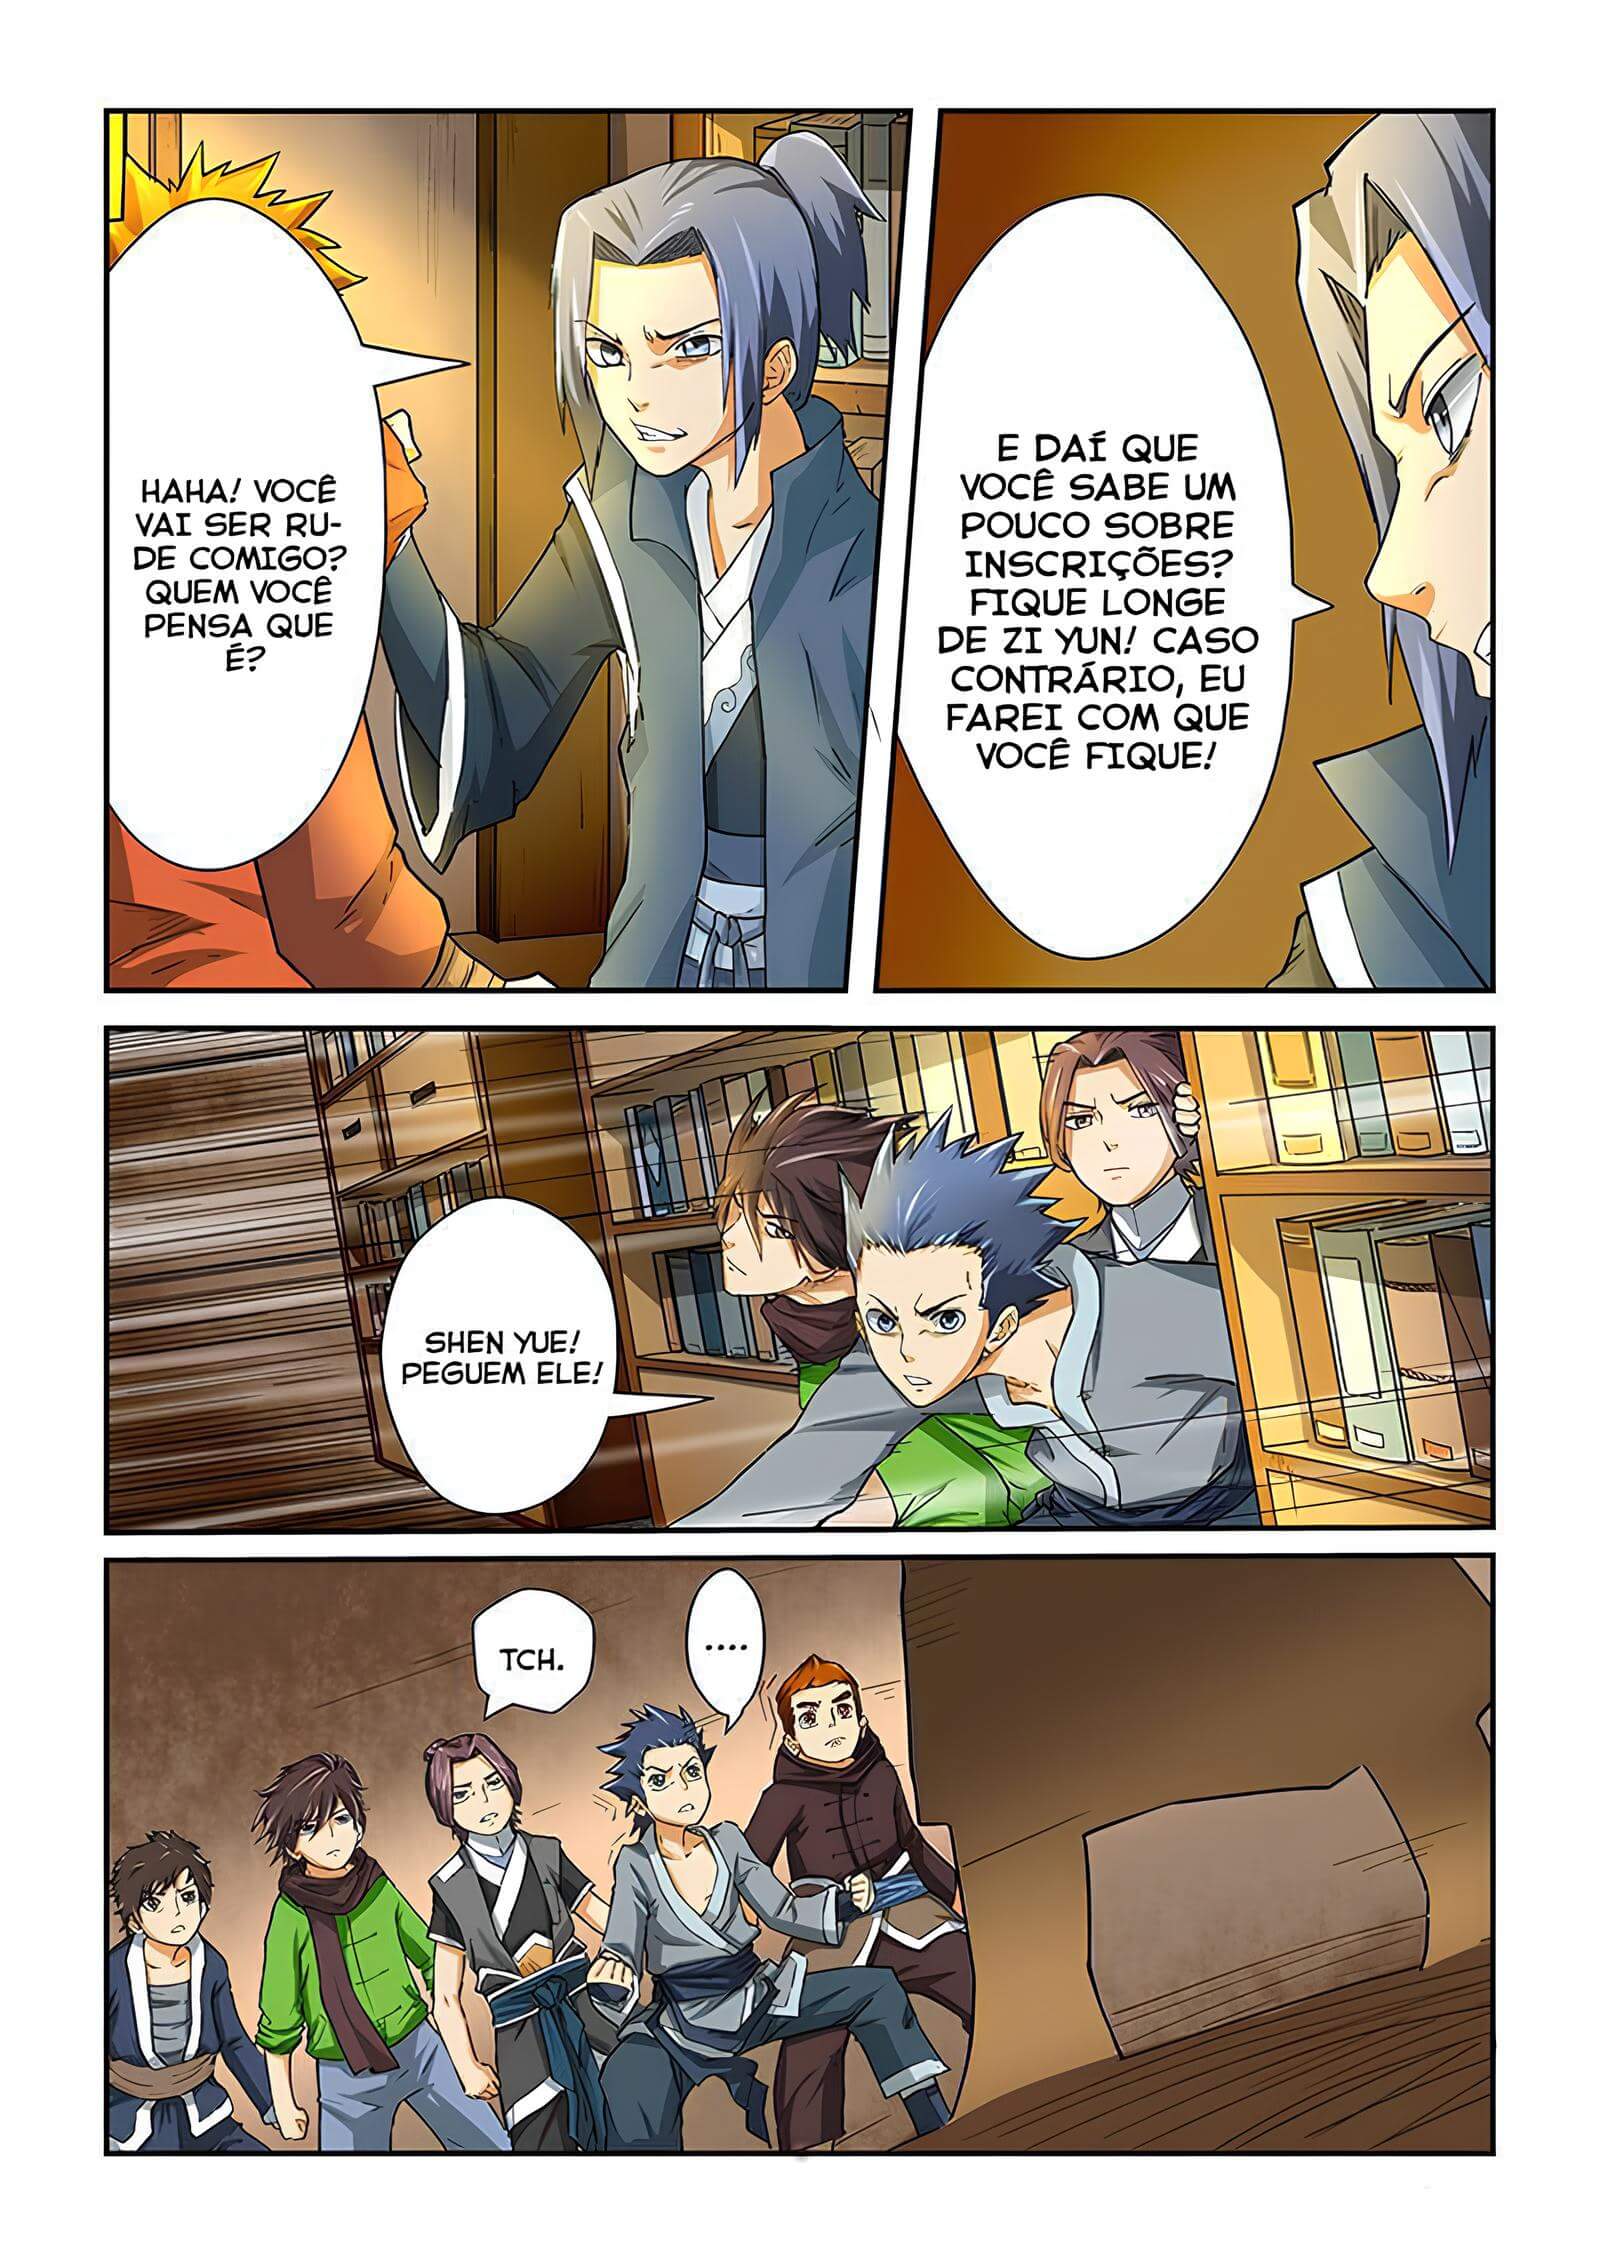 HAHA! VOCÊ
VAI SER RU-
DE COMIGO?
QUEM VOCÊ
PENSA QUE
É?
E DAÍ QUE
VOCÊ SABE UM
POUCO SOBRE
INSCRIÇÕES?
FIQUE LONGE
DE ZI YUN! CASO
CONTRÁRIO, EU
FAREI COM QUE
VOCÊ FIQUE!
SHEN YUE!
PEGUEM ELE!
TCH.
....